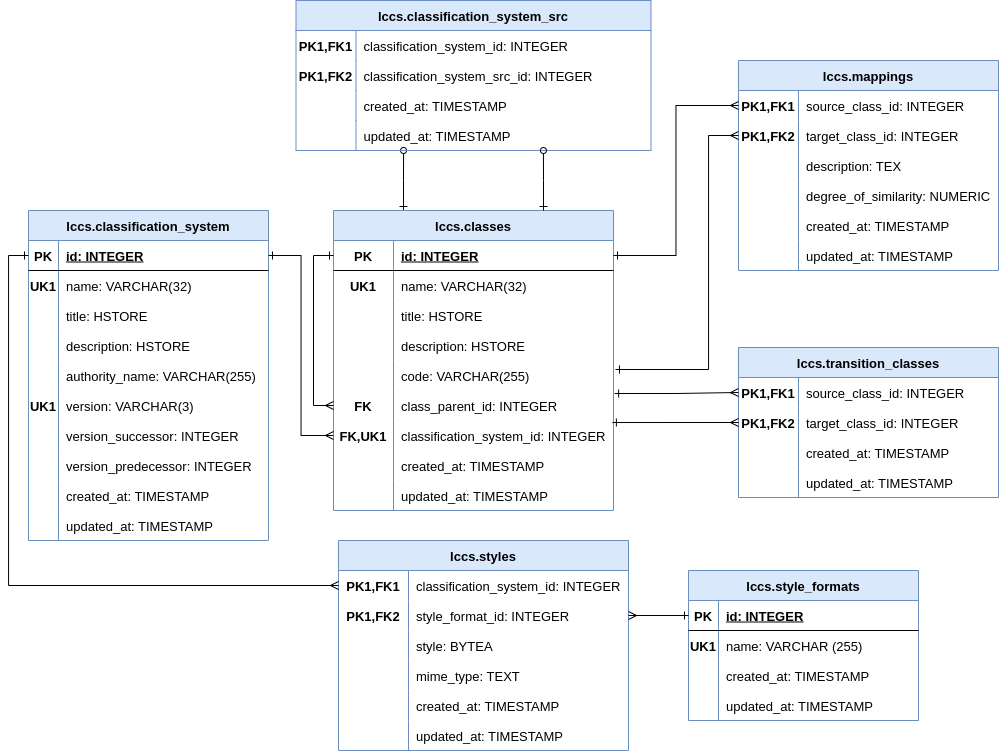 lccs.classification_system_src
PK1,FK1 classification_system_id: INTEGER
PK1,FK2 classification_system_src_id: INTEGER
created_at: TIMESTAMP
updated_at: TIMESTAMP
lccs.mappings
PK1,FK1 source_class_id: INTEGER
PK1,FK2 target_class_id: INTEGER
description: TEX
degree_of_similarity: NUMERIC
created_at: TIMESTAMP
updated_at: TIMESTAMP
lccs.classification_system
PK id: INTEGER
UK1 name: VARCHAR(32)
title: HSTORE
description: HSTORE
authority_name: VARCHAR(255)
UK1 version: VARCHAR(3)
version_successor: INTEGER
version_predecessor: INTEGER
created_at: TIMESTAMP
updated_at: TIMESTAMP
lccs.classes
PK id: INTEGER
UK1 name: VARCHAR(32)
title: HSTORE
description: HSTORE
code: VARCHAR(255)
FK class_parent_id: INTEGER
FK,UK1 classification_system_id: INTEGER
created_at: TIMESTAMP
updated_at: TIMESTAMP
lccs.transition_classes
PK1,FK1 source_class_id: INTEGER
PK1,FK2 target_class_id: INTEGER
created_at: TIMESTAMP
updated_at: TIMESTAMP
lccs.styles
PK1,FK1 classification_system_id: INTEGER
PK1,FK2 style_format_id: INTEGER
style: BYTEA
mime_type: TEXT
created_at: TIMESTAMP
updated_at: TIMESTAMP
lccs.style_formats
PK id: INTEGER
UK1 name: VARCHAR (255)
created_at: TIMESTAMP
updated_at: TIMESTAMP